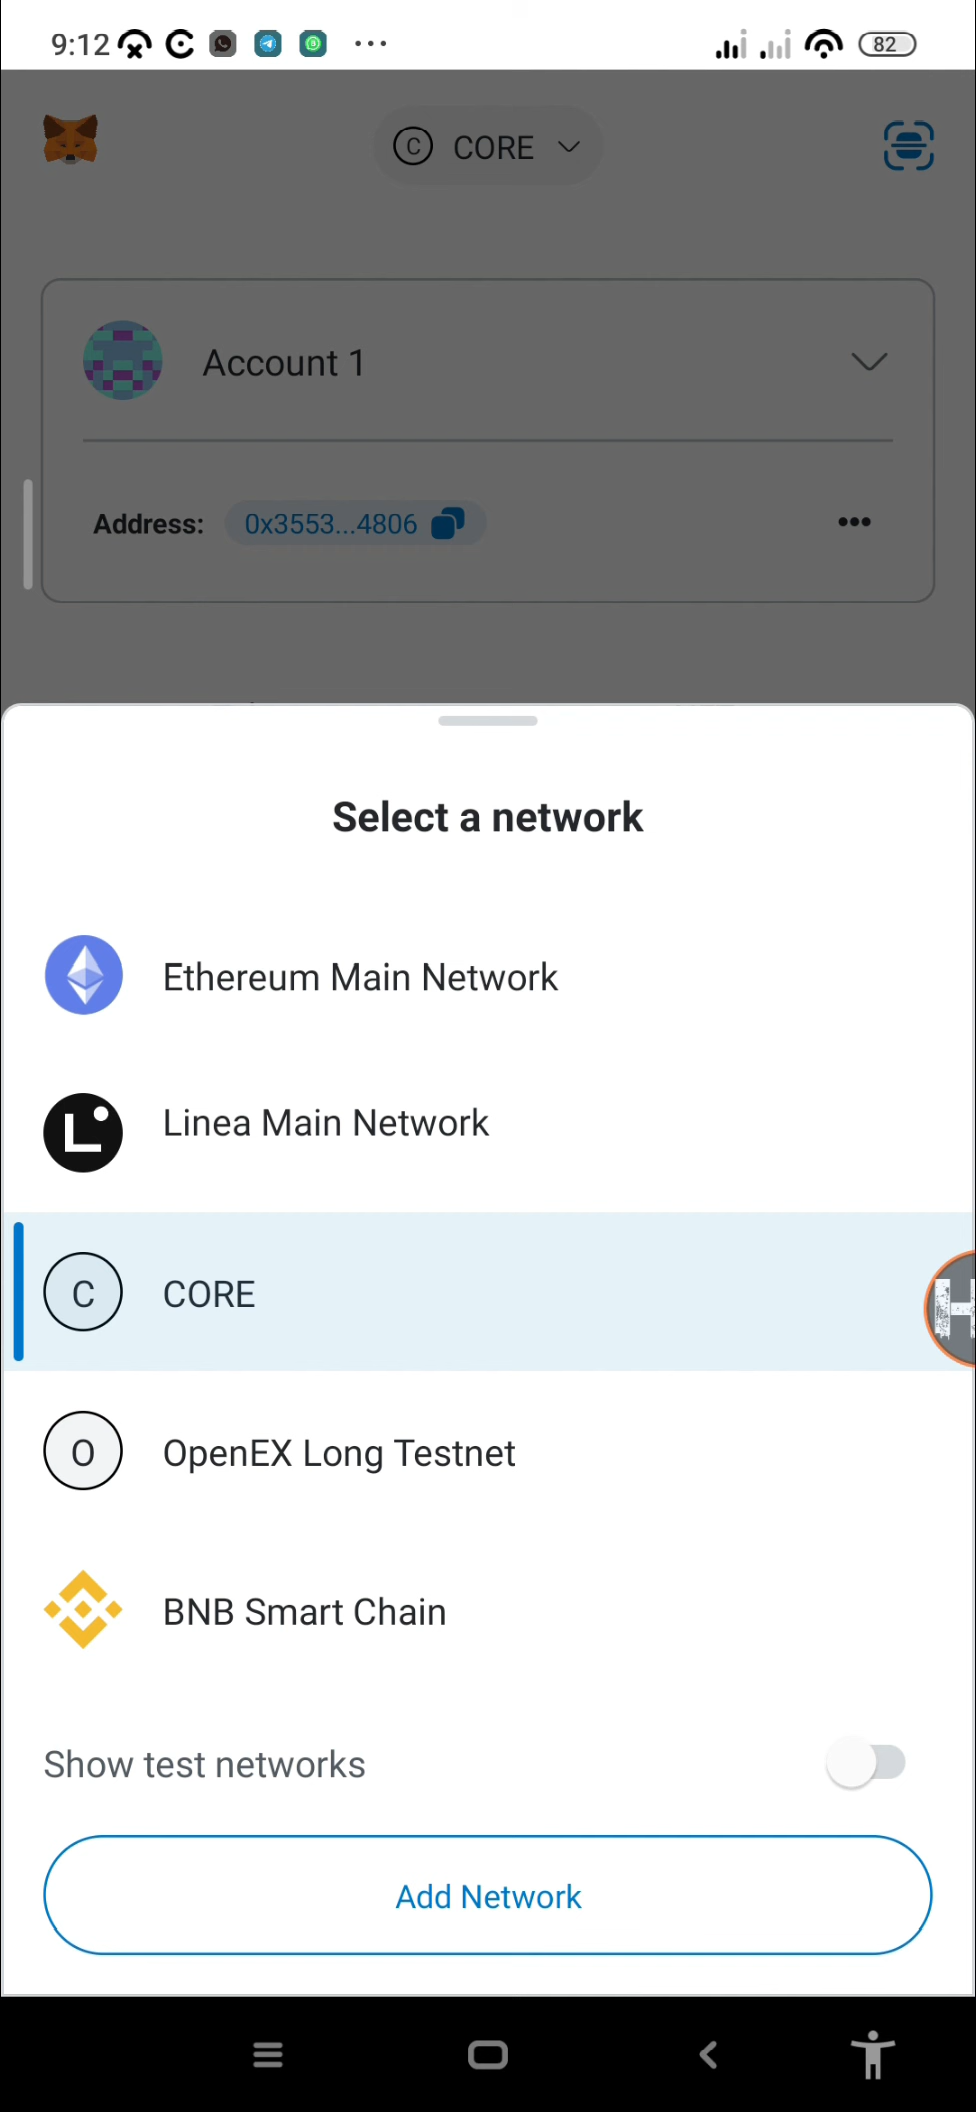 9:12
82
C CORE
Account 1
Address: 0x3553...4806
Select a network
Ethereum Main Network
Linea Main Network
C CORE
H
O OpenEX Long Testnet
BNB Smart Chain
Show test networks
Add Network